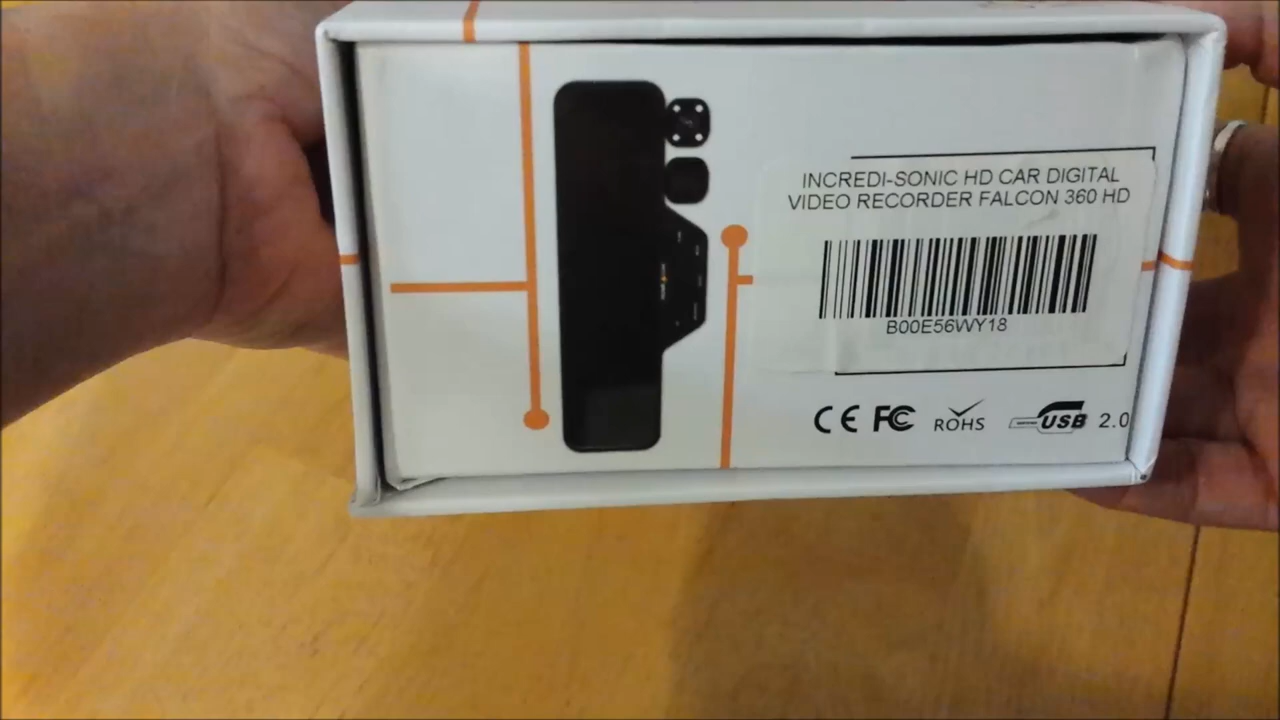 INCREDI-SONIC HD CAR DIGITAL
VIDEO RECORDER FALCON 360 HD
B00E56WY18
CE FC ROHS USB 2.0